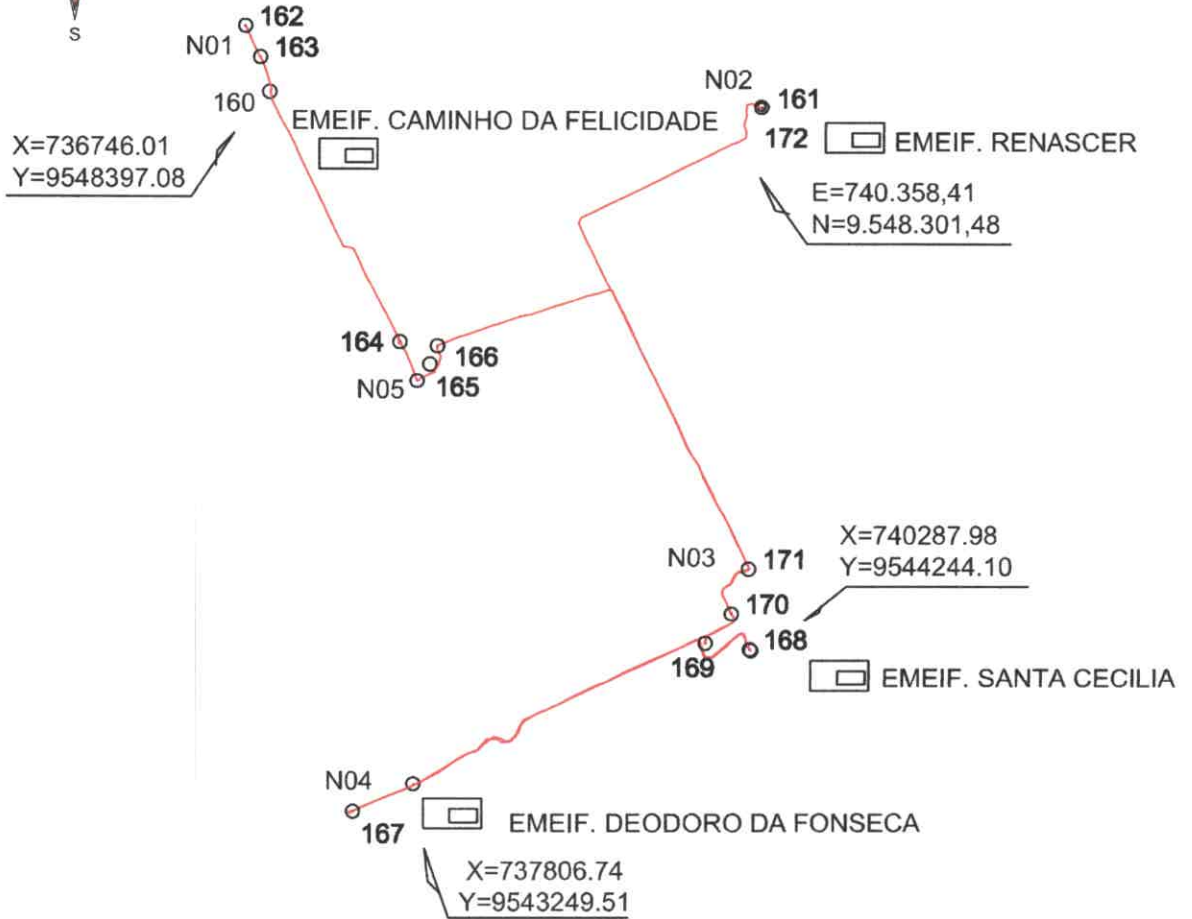 S
162
N01
163
160
EMEIF. CAMINHO DA FELICIDADE
X=736746.01
Y=9548397.08
N02
161
172
EMEIF. RENASCER
E=740.358,41
N=9.548.301,48
164
166
N05
165
X=740287.98
Y=9544244.10
N03
171
170
168
169
EMEIF. SANTA CECILIA
N04
167
EMEIF. DEODORO DA FONSECA
X=737806.74
Y=9543249.51